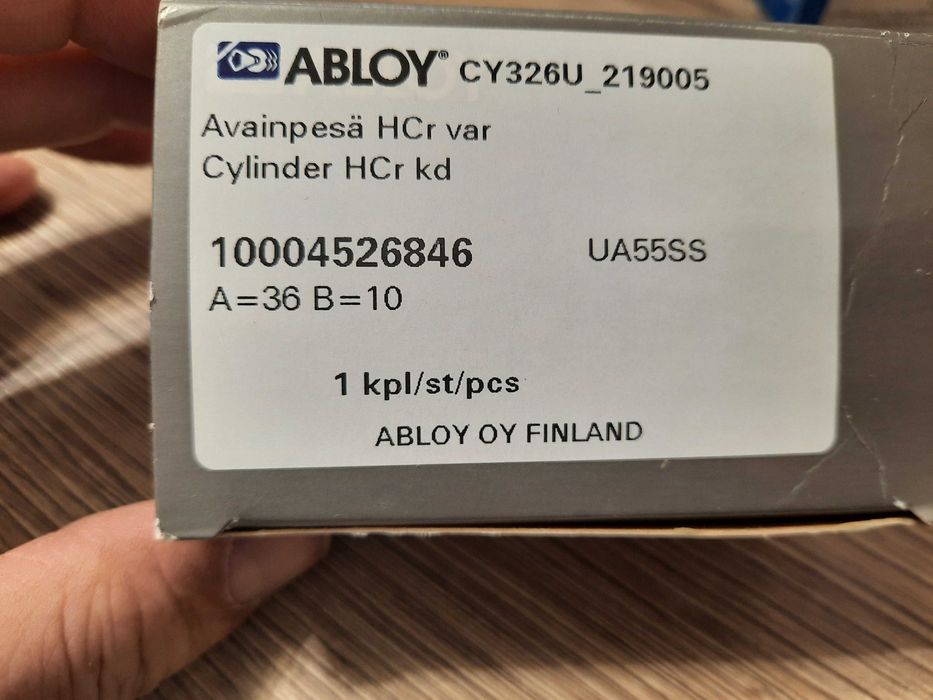 ABLOY® CY326U_219005
Avainpesä HCr var
Cylinder HCr kd
10004526846 UA55SS
A=36 B=10
1 kpl/st/pcs
ABLOY OY FINLAND